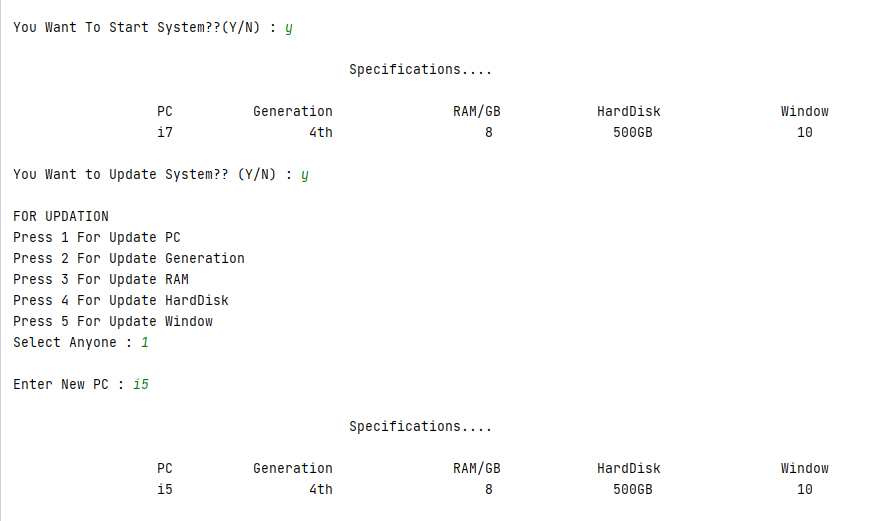 You Want To Start System??(Y/N) : y
Specifications....
PC Generation RAM/GB HardDisk Window
i7 4th 8 500GB 10
You Want to Update System?? (Y/N) : y
FOR UPDATION
Press 1 For Update PC
Press 2 For Update Generation
Press 3 For Update RAM
Press 4 For Update HardDisk
Press 5 For Update Window
Select Anyone : 1
Enter New PC : i5
Specifications....
PC Generation RAM/GB HardDisk Window
i5 4th 8 500GB 10